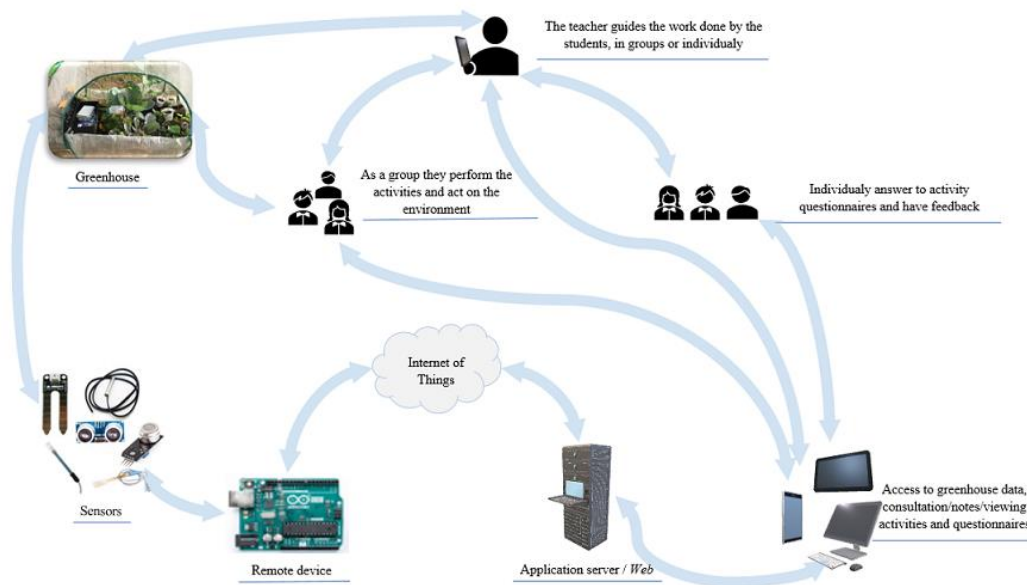 The teacher guides the work done by the
students, in groups or individualy
Greenhouse
As a group they perform the
activities and act on the
environment
Individualy answer to activity
questionnaires and have feedback
Internet of
Things
Sensors
Remote device
Application server / Web
Access to greenhouse data,
consultation/notes/viewing
activities and questionnaires